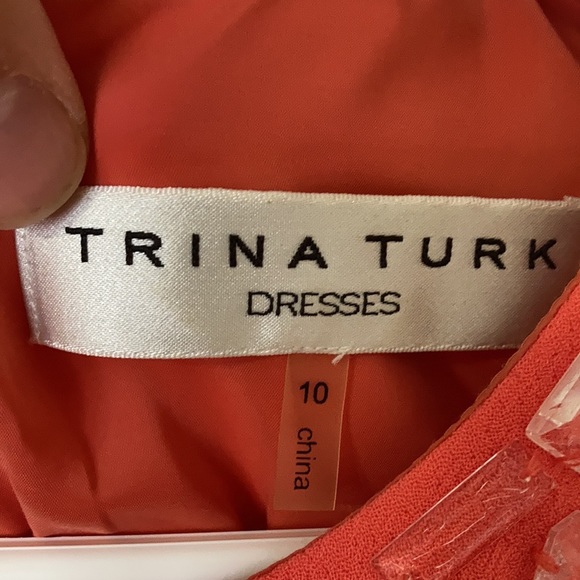 TRINA TURK
DRESSES
10
china